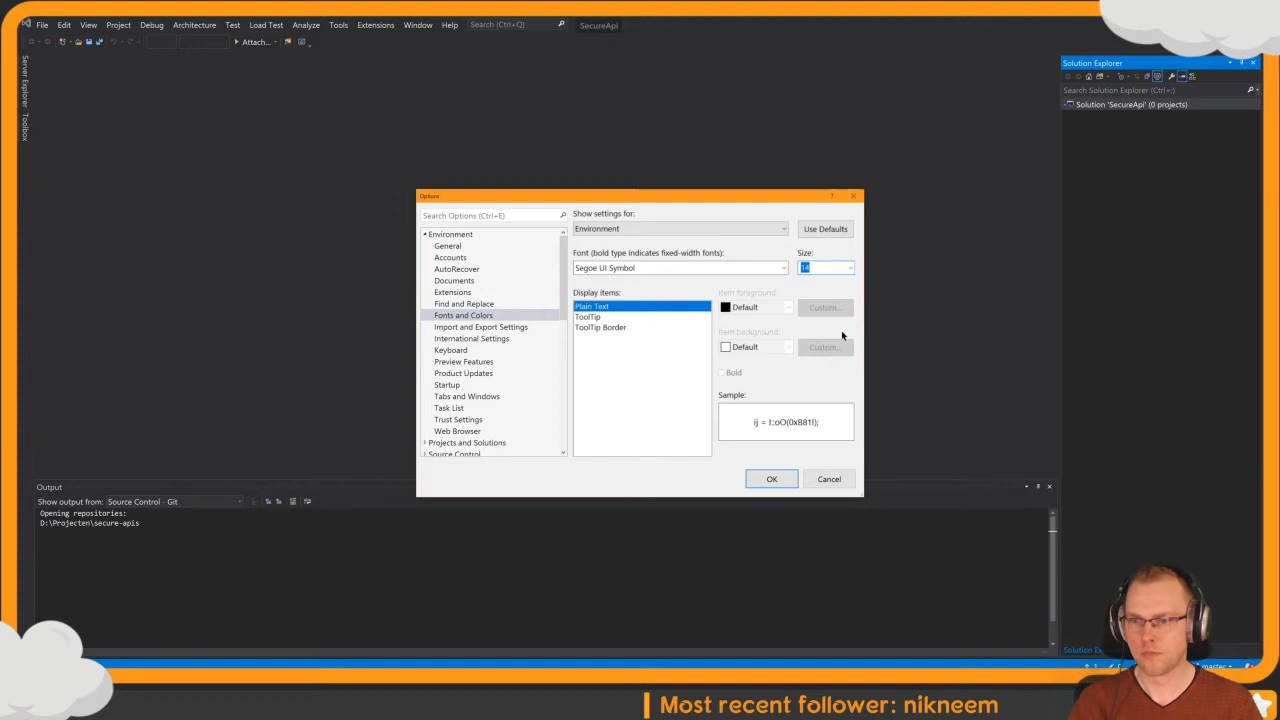 File Edit View Project Debug Architecture Test Load Test Analyze Tools Extensions Window Help Search (Ctrl+Q) SecureApi
Attach...
Server Explorer
Toolbox
Solution Explorer
Search Solution Explorer (Ctrl+;)
Solution 'SecureApi' (0 projects)
Options
Search Options (Ctrl+E)
Environment
General
Accounts
AutoRecover
Documents
Extensions
Find and Replace
Fonts and Colors
Import and Export Settings
International Settings
Keyboard
Preview Features
Product Updates
Startup
Tabs and Windows
Task List
Trust Settings
Web Browser
Projects and Solutions
Source Control
Show settings for:
Environment
Use Defaults
Font (bold type indicates fixed-width fonts):
Size:
Segoe UI Symbol
14
Display items:
Plain Text
ToolTip
ToolTip Border
Item foreground:
Default
Custom...
Item background:
Default
Custom...
Bold
Sample:
ij = I::oO(0xB81l);
OK
Cancel
Output
Show output from: Source Control - Git
Opening repositories:
D:\Projecten\secure-apis
Solution Ex
1
master
Most recent follower: nikneem